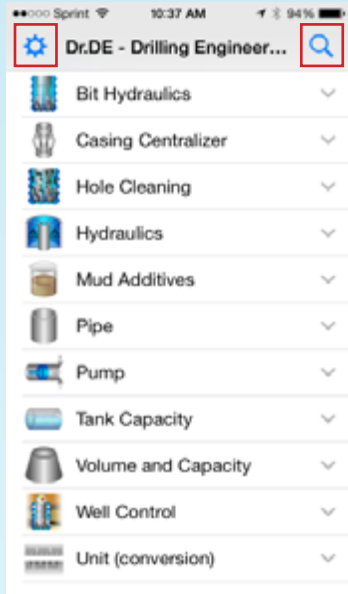 Sprint 10:37 AM 94%
Dr.DE - Drilling Engineer...
Bit Hydraulics
Casing Centralizer
Hole Cleaning
Hydraulics
Mud Additives
Pipe
Pump
Tank Capacity
Volume and Capacity
Well Control
Unit (conversion)